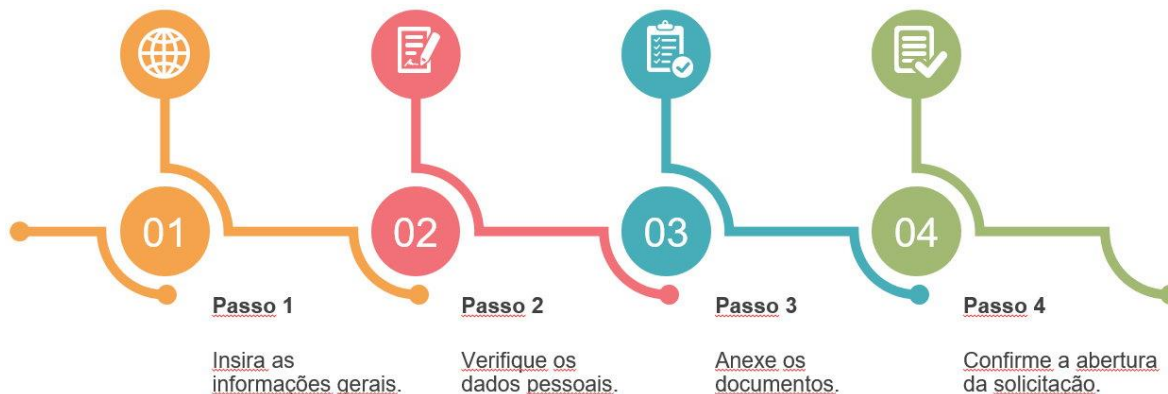 01
02
03
04
Passo 1
Insira as
informações gerais.
Passo 2
Verifique os
dados pessoais.
Passo 3
Anexe os
documentos.
Passo 4
Confirme a abertura
da solicitação.